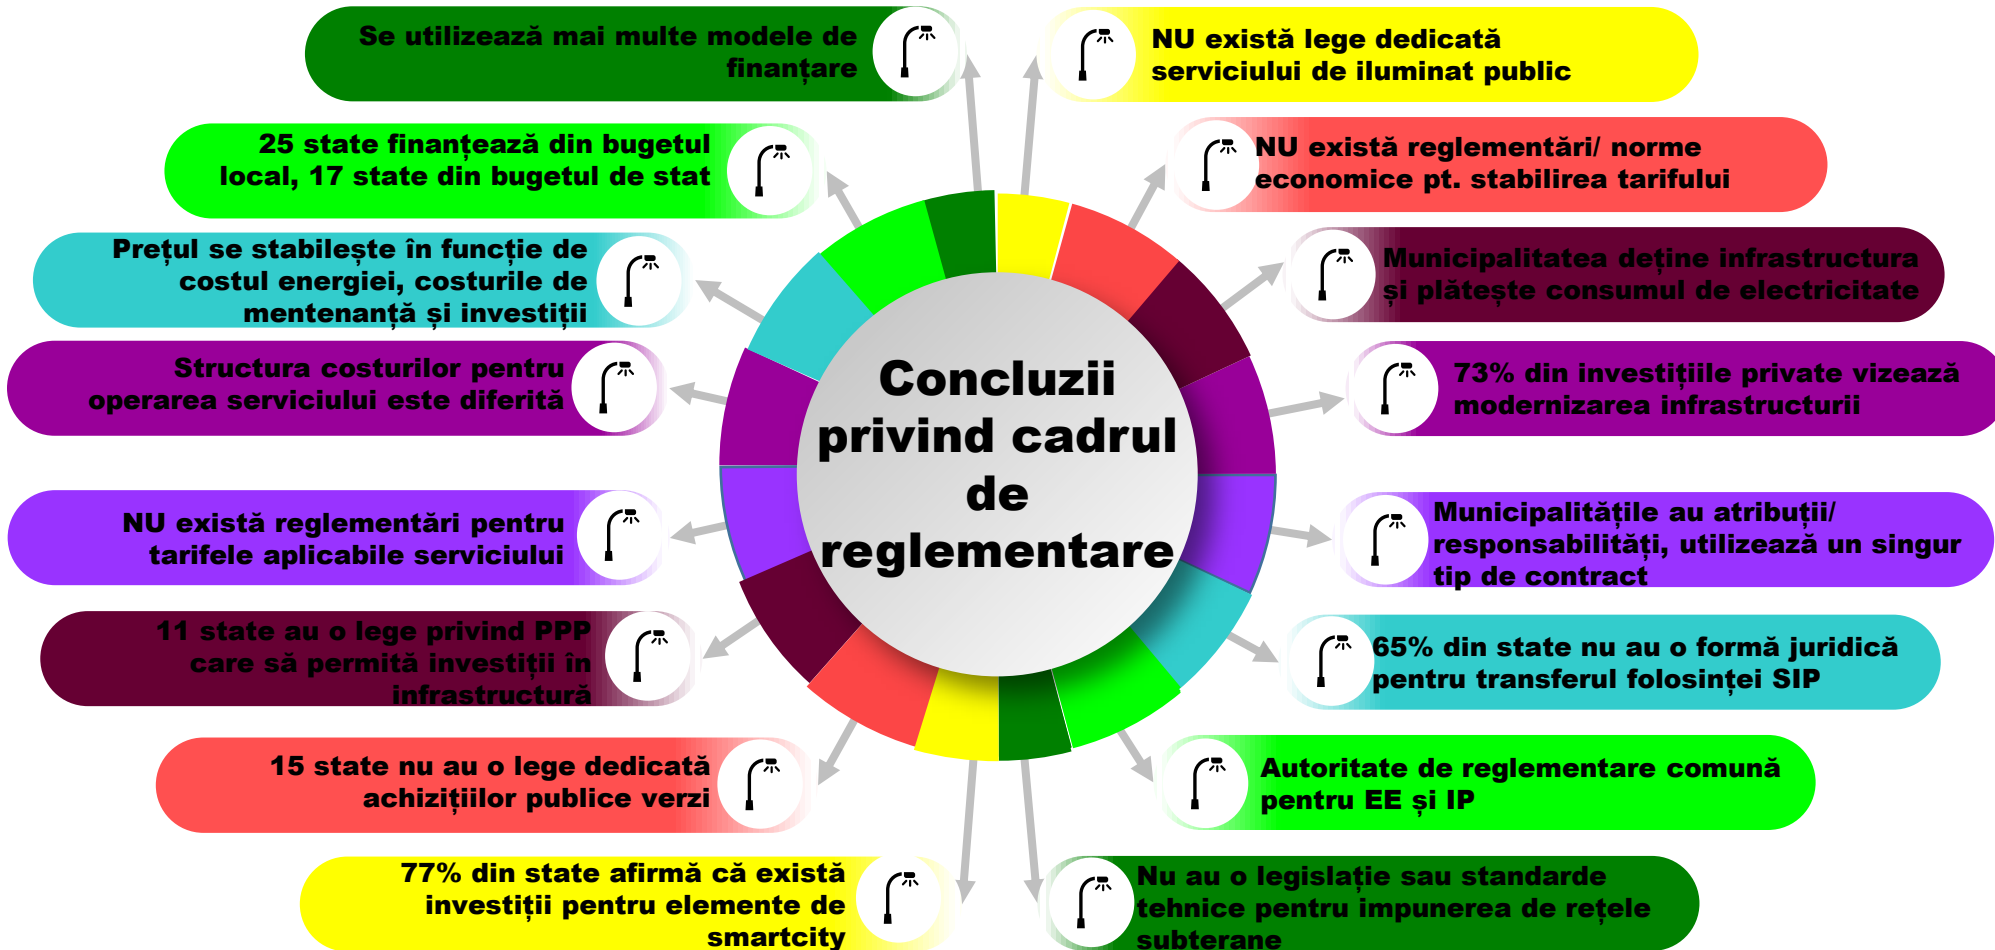 Se utilizează mai multe modele de
finanțare
25 state finanțează din bugetul
local, 17 state din bugetul de stat
Prețul se stabilește în funcție de
costul energiei, costurile de
mentenanță și investiții
Structura costurilor pentru
operarea serviciului este diferită
NU există reglementări pentru
tarifele aplicabile serviciului
11 state au o lege privind PPP
care să permită investiții în
infrastructură
15 state nu au o lege dedicată
achizițiilor publice verzi
77% din state afirmă că există
investiții pentru elemente de
smartcity
Concluzii
privind cadrul
de
reglementare
NU există lege dedicată
serviciului de iluminat public
NU există reglementări/ norme
economice pt. stabilirea tarifului
Municipalitatea deține infrastructura
și plătește consumul de electricitate
73% din investițiile private vizează
modernizarea infrastructurii
Municipalitățile au atribuții/
responsabilități, utilizează un singur
tip de contract
65% din state nu au o formă juridică
pentru transferul folosinței SIP
Autoritate de reglementare comună
pentru EE și IP
Nu au o legislație sau standarde
tehnice pentru impunerea de rețele
subterane